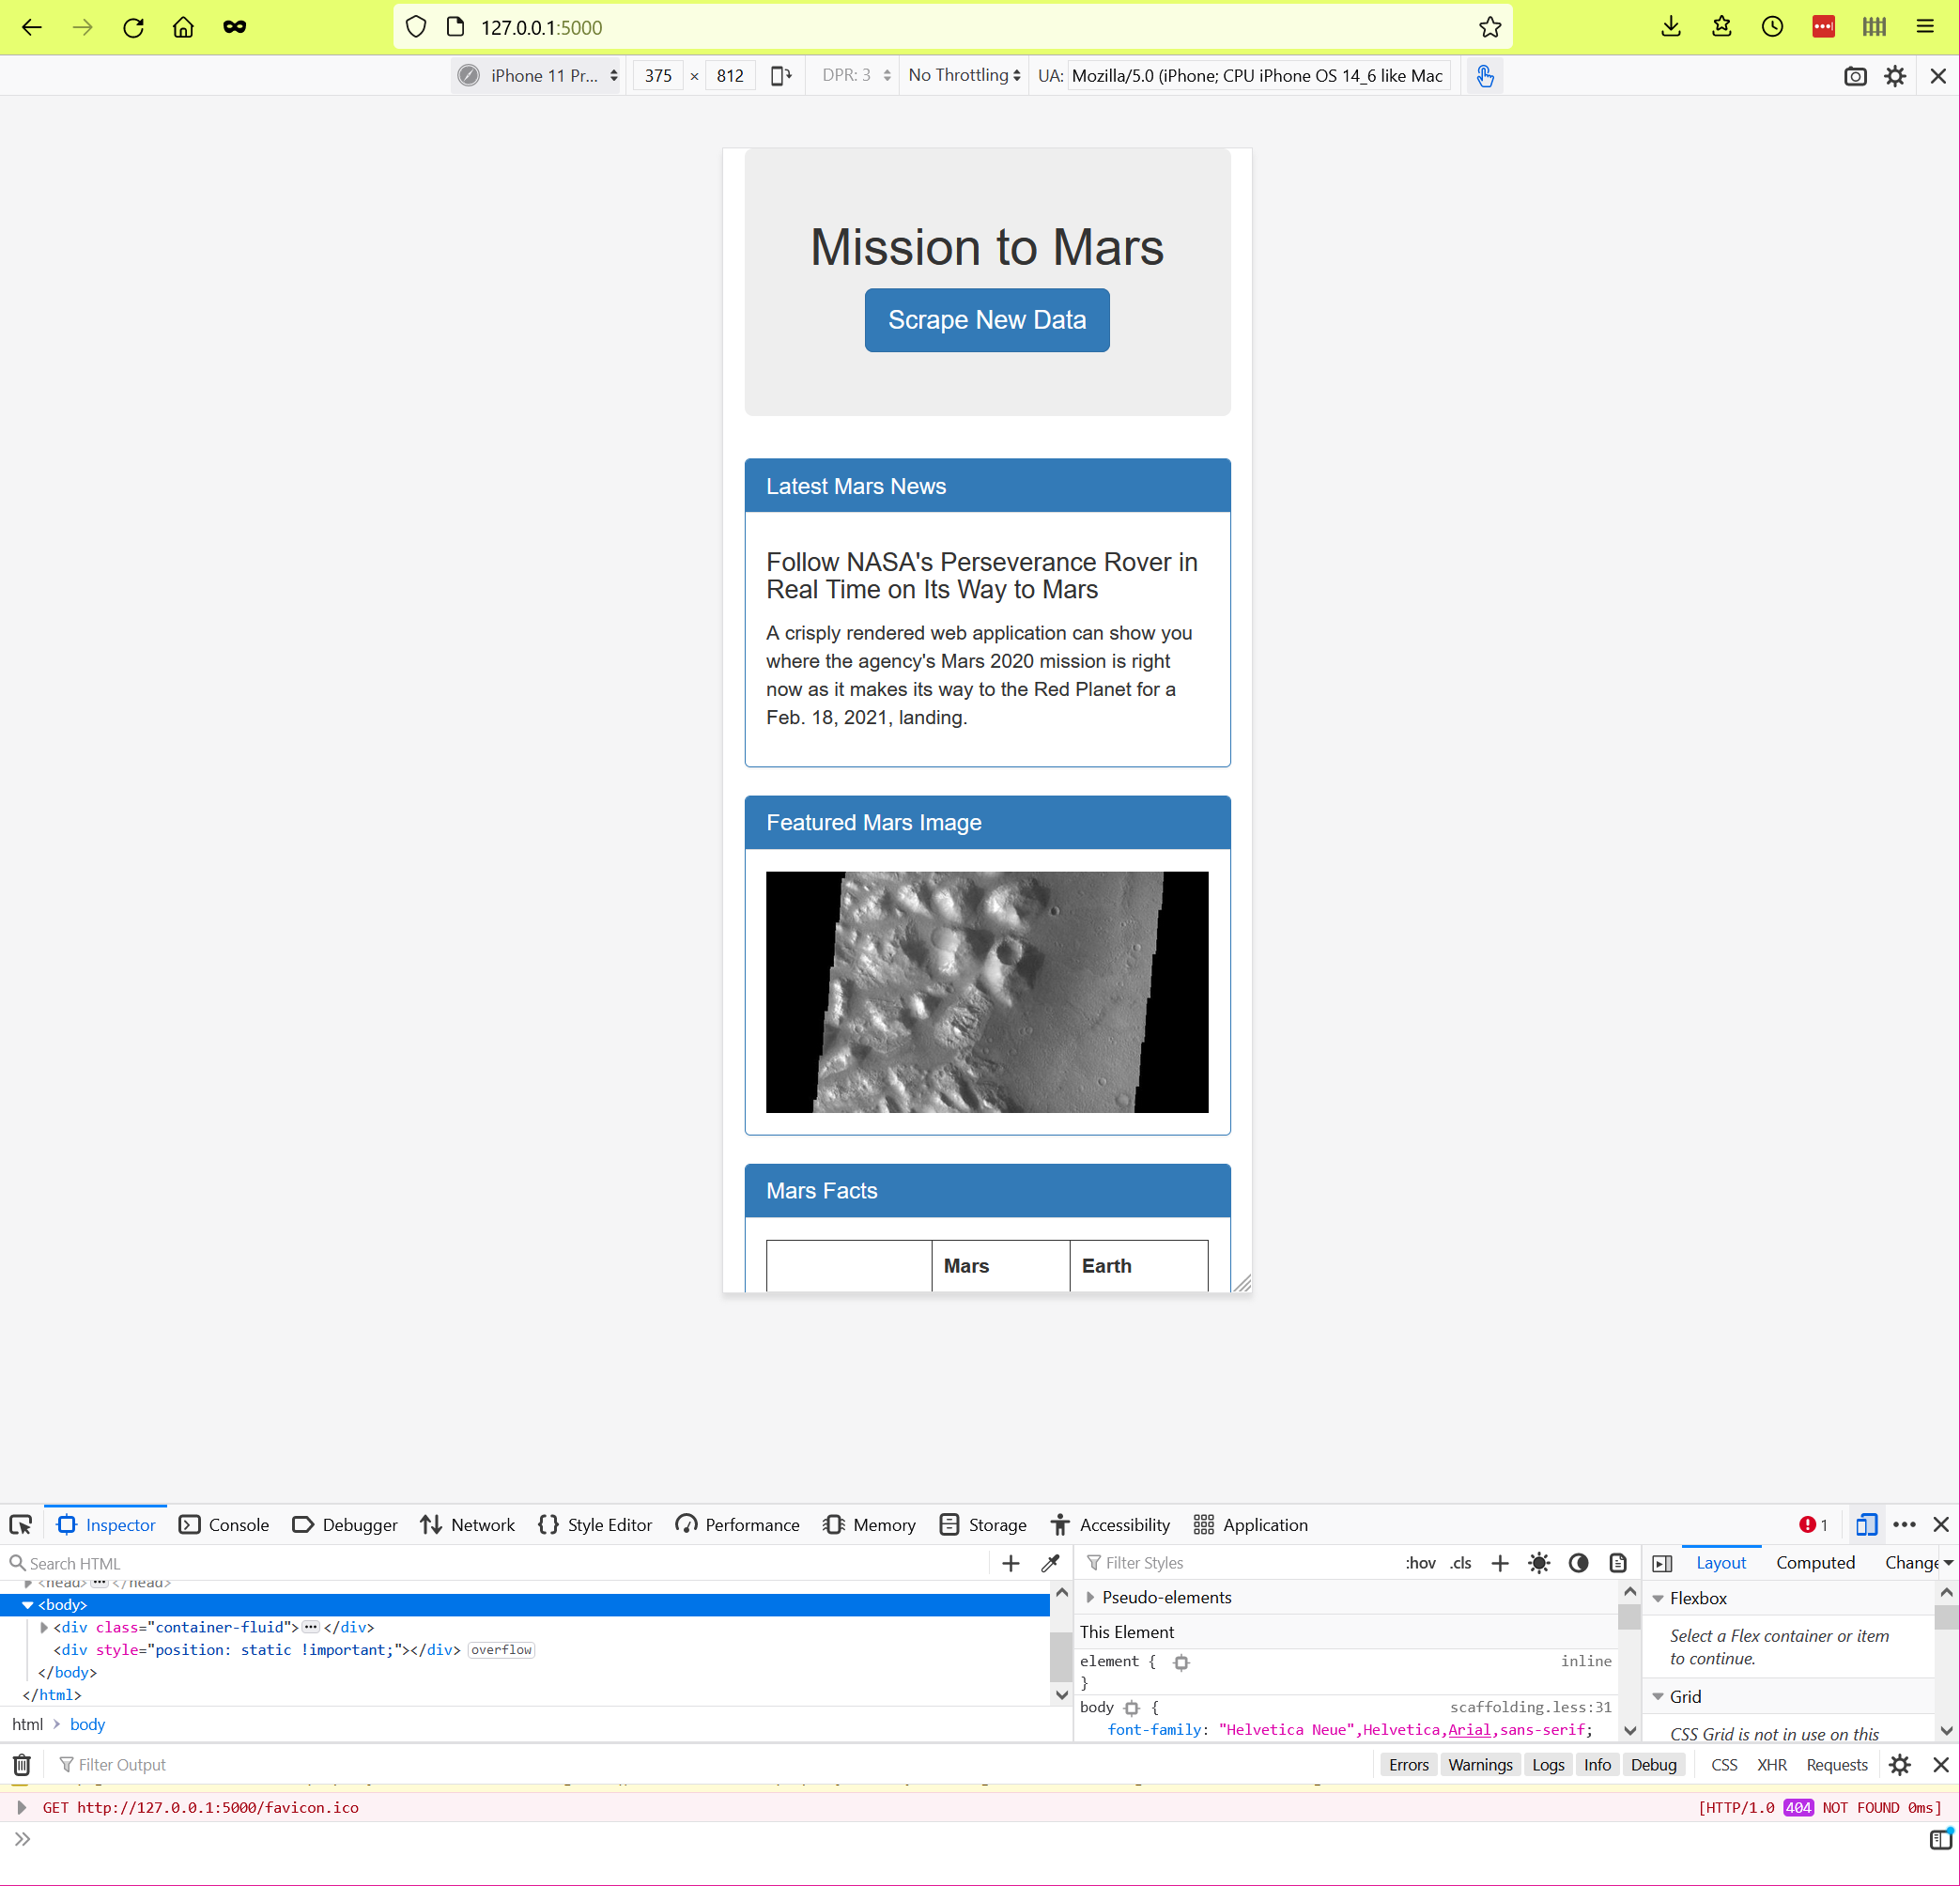 127.0.0.1:5000
iPhone 11 Pr... 375 × 812 DPR: 3 No Throttling UA: Mozilla/5.0 (iPhone; CPU iPhone OS 14_6 like Mac
Mission to Mars
Scrape New Data
Latest Mars News
Follow NASA's Perseverance Rover in
Real Time on Its Way to Mars
A crisply rendered web application can show you
where the agency's Mars 2020 mission is right
now as it makes its way to the Red Planet for a
Feb. 18, 2021, landing.
Featured Mars Image
Mars Facts
Mars Earth
Inspector Console Debugger Network Style Editor Performance Memory Storage Accessibility Application 1
Search HTML
<head> ··· </head>
<body>
<div class="container-fluid"> ··· </div>
<div style="position: static !important;"></div> overflow
</body>
</html>
html > body
Filter Styles :hov .cls
Pseudo-elements
This Element
element { inline
}
body { scaffolding.less:31
font-family: "Helvetica Neue",Helvetica,Arial,sans-serif;
Layout Computed Change
Flexbox
Select a Flex container or item
to continue.
Grid
CSS Grid is not in use on this
Filter Output Errors Warnings Logs Info Debug CSS XHR Requests
GET http://127.0.0.1:5000/favicon.ico [HTTP/1.0 404 NOT FOUND 0ms]